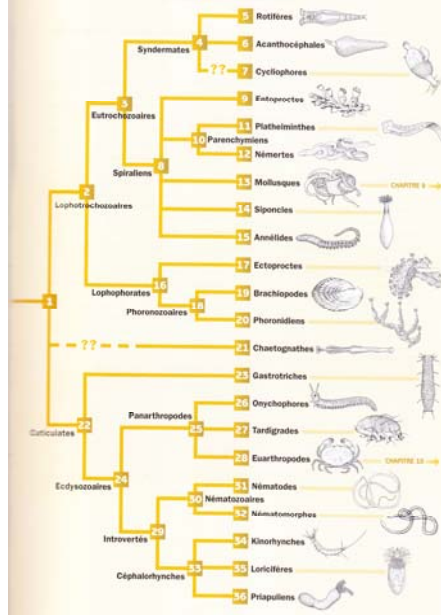 5 Rotifères
4
Syndermates
6 Acanthocéphales
?? 7 Cycliophores
3
Eutrochozoaires
9 Entoproctes
11 Plathelminthes
10
Parenchymiens
12 Némertes
8
Spiraliens
13 Mollusques
CHAPITRE
2
Lophotrochozoaires
14 Siponcles
15 Annélides
17 Ectoproctes
16
Lophophorates
19 Brachiopodes
18
Phoronozoaires
20 Phoronidiens
1
?? 21 Chaetognathes
23 Gastrotriches
22
Cuticulates
26 Onychophores
Panarthropodes
25
27 Tardigrades
28 Euarthropodes
CHAPITRE
24
Ecdysozoaires
31 Nématodes
30
Nématozoaires
32 Nématomorphes
29
Introvertés
34 Kinorhynches
33
Céphalorhynches
35 Loricifères
36 Priapuliens